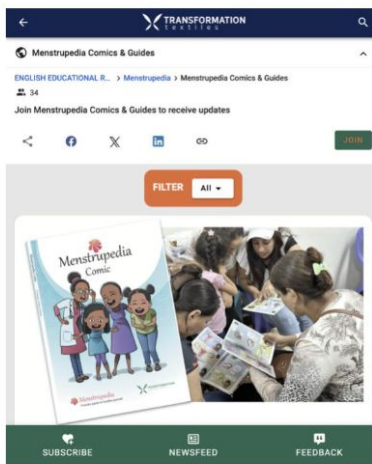 TRANSFORMATION
textiles
Menstrupedia Comics & Guides
ENGLISH EDUCATIONAL R... > Menstrupedia > Menstrupedia Comics & Guides
34
Join Menstrupedia Comics & Guides to receive updates
JOIN
FILTER All
Menstrupedia
Comic
Menstrupedia
SUBSCRIBE NEWSFEED FEEDBACK